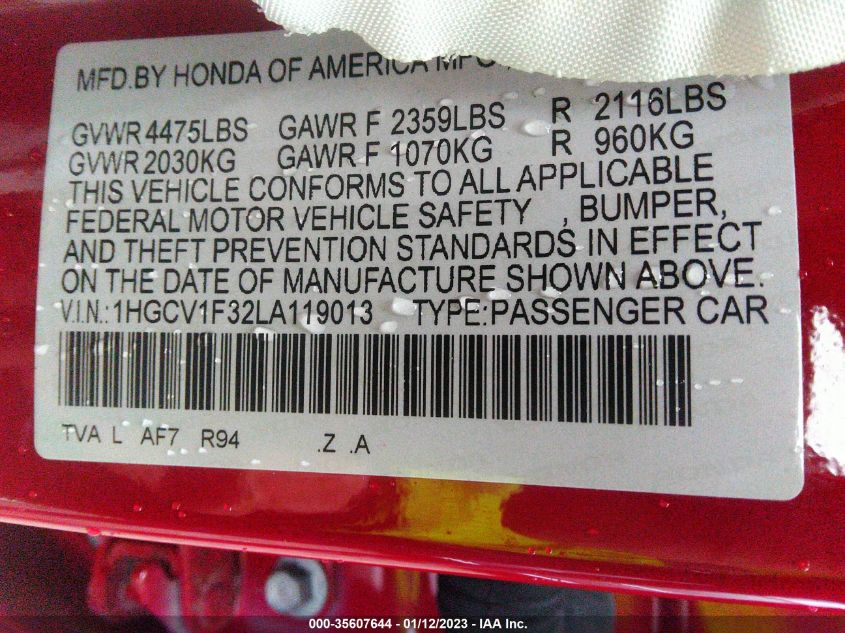 MFD.BY HONDA OF AMERICA
GVWR 4475LBS GAWR F 2359LBS R 2116LBS
GVWR 2030KG GAWR F 1070KG R 960KG
THIS VEHICLE CONFORMS TO ALL APPLICABLE
FEDERAL MOTOR VEHICLE SAFETY , BUMPER,
AND THEFT PREVENTION STANDARDS IN EFFECT
ON THE DATE OF MANUFACTURE SHOWN ABOVE.
V.I.N.:1HGCV1F32LA119013 TYPE:PASSENGER CAR
TVA L AF7 R94 .Z .A
000-35607644 - 01/12/2023 - IAA Inc.